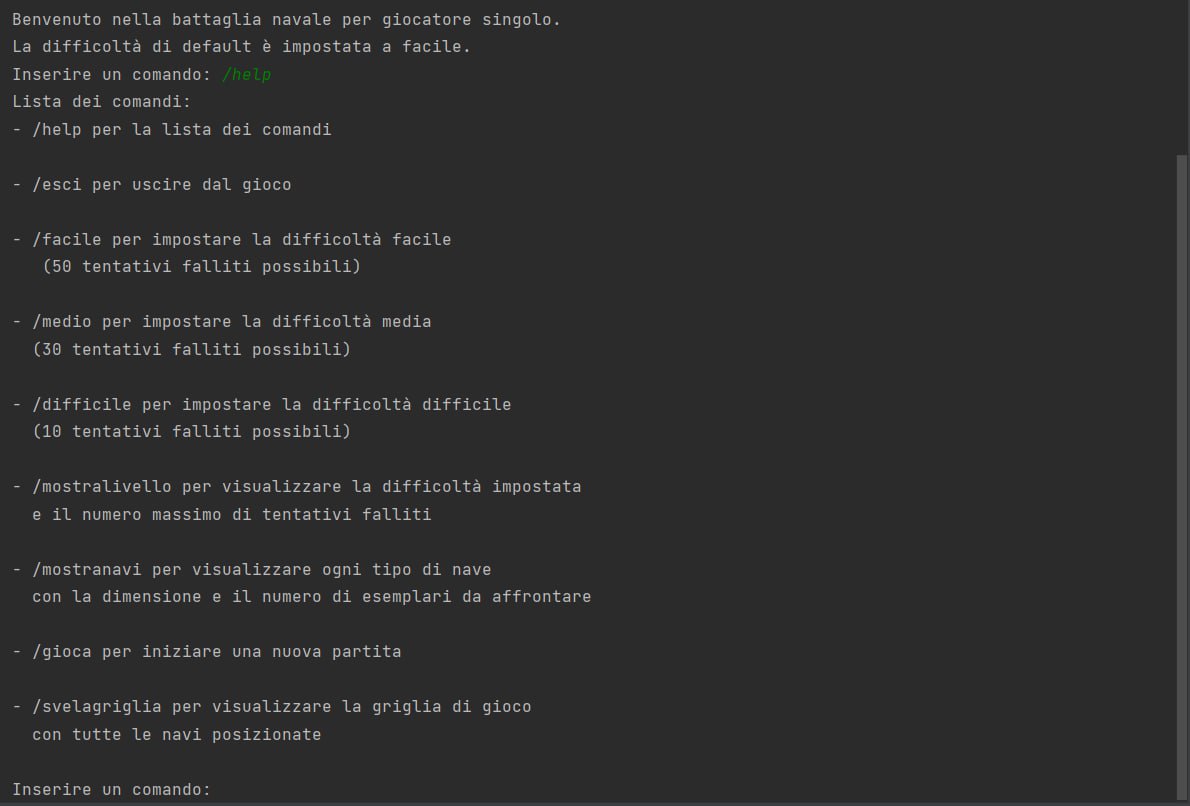 Benvenuto nella battaglia navale per giocatore singolo.
La difficoltà di default è impostata a facile.
Inserire un comando: /help
Lista dei comandi:
- /help per la lista dei comandi
- /esci per uscire dal gioco
- /facile per impostare la difficoltà facile
(50 tentativi falliti possibili)
- /medio per impostare la difficoltà media
(30 tentativi falliti possibili)
- /difficile per impostare la difficoltà difficile
(10 tentativi falliti possibili)
- /mostralivello per visualizzare la difficoltà impostata
e il numero massimo di tentativi falliti
- /mostranavi per visualizzare ogni tipo di nave
con la dimensione e il numero di esemplari da affrontare
- /gioca per iniziare una nuova partita
- /svelagriglia per visualizzare la griglia di gioco
con tutte le navi posizionate
Inserire un comando: